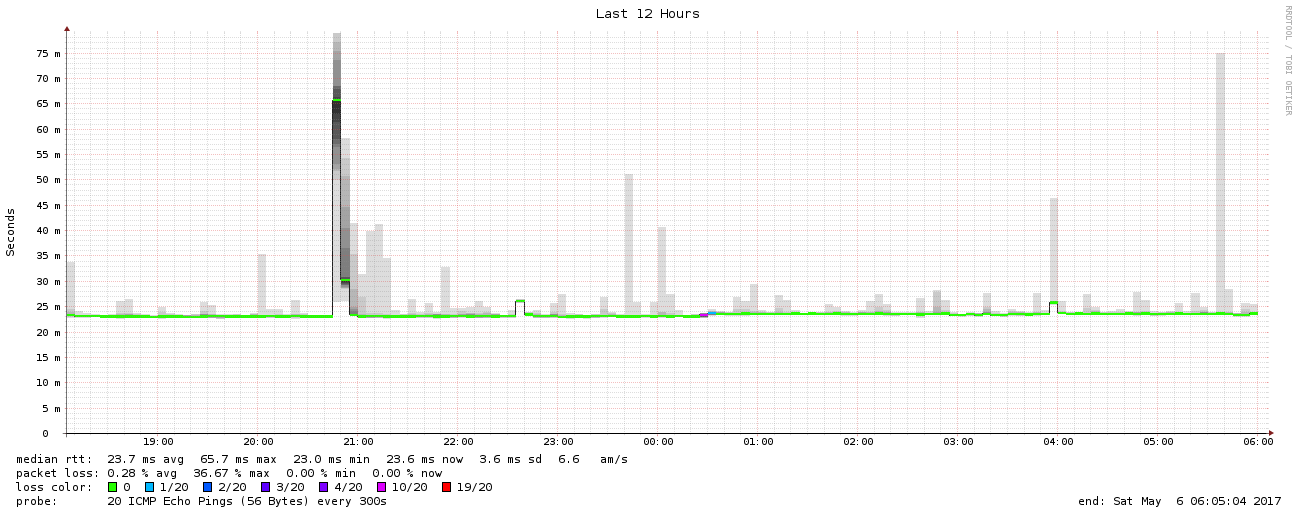 Last 12 Hours
RRDTOOL / TOBI OETIKER
Seconds
75 m
70 m
65 m
60 m
55 m
50 m
45 m
40 m
35 m
30 m
25 m
20 m
15 m
10 m
5 m
0
19:00 20:00 21:00 22:00 23:00 00:00 01:00 02:00 03:00 04:00 05:00 06:00
median rtt: 23.7 ms avg 65.7 ms max 23.0 ms min 23.6 ms now 3.6 ms sd 6.6 am/s
packet loss: 0.28 % avg 36.67 % max 0.00 % min 0.00 % now
loss color: 0 1/20 2/20 3/20 4/20 10/20 19/20
probe: 20 ICMP Echo Pings (56 Bytes) every 300s end: Sat May 6 06:05:04 2017